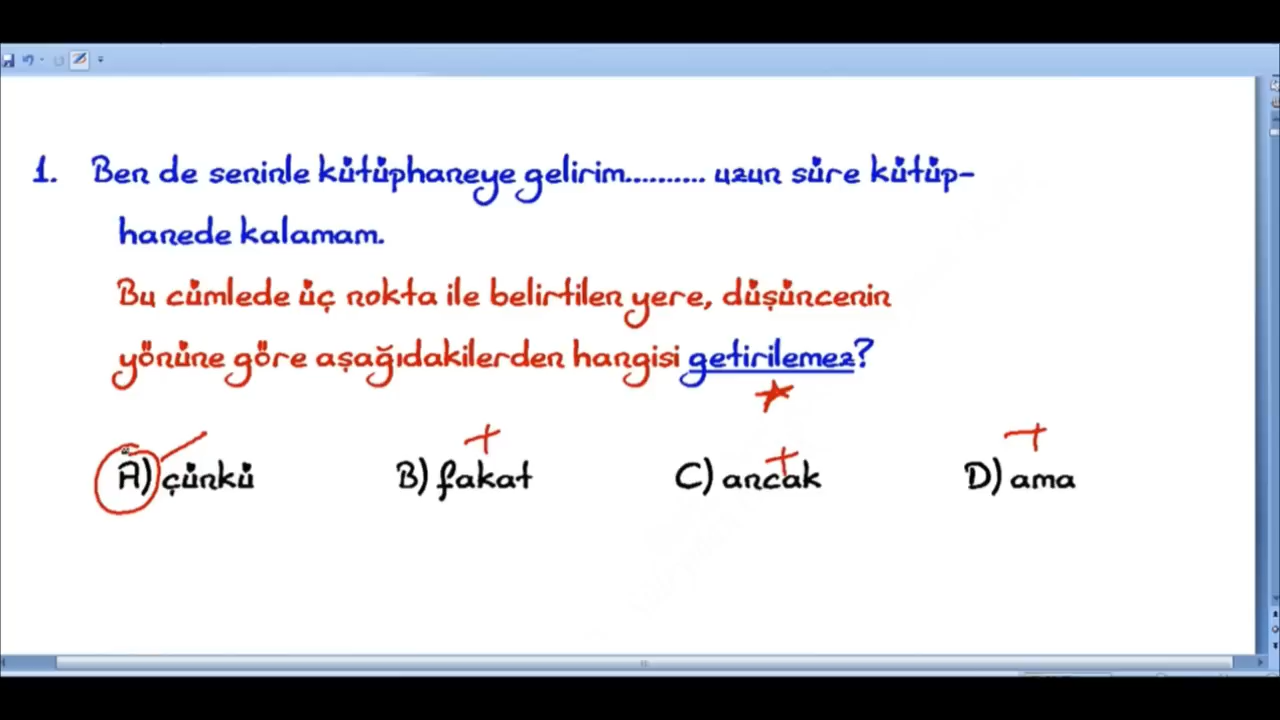 1. Ben de seninle kütüphaneye gelirim.......... uzun süre kütüp-
hanede kalamam.
Bu cümlede üç nokta ile belirtilen yere, düşüncenin
yönüne göre aşağıdakilerden hangisi getirilemez?
A) çünkü B) fakat C) ancak D) ama